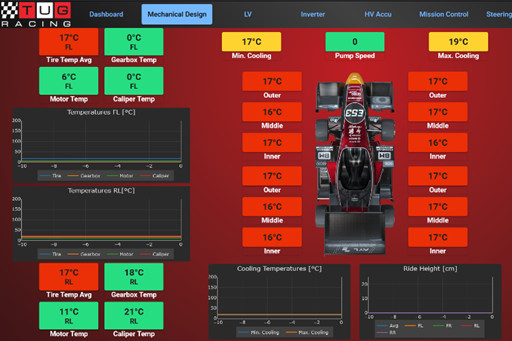 TUG
RACING
Dashboard
Mechanical Design
LV
Inverter
HV Accu
Mission Control
Steering
17°C
FL
Tire Temp Avg
0°C
FL
Gearbox Temp
6°C
FL
Motor Temp
0°C
FL
Caliper Temp
17°C
Min. Cooling
0
Pump Speed
19°C
Max. Cooling
Temperatures FL [°C]
200
150
100
50
0
-10
-8
-6
-4
-2
0
Tire
Gearbox
Motor
Caliper
Temperatures RL[°C]
200
150
100
50
0
-10
-8
-6
-4
-2
0
Tire
Gearbox
Motor
Caliper
17°C
RL
Tire Temp Avg
18°C
RL
Gearbox Temp
11°C
RL
Motor Temp
21°C
RL
Caliper Temp
17°C
Outer
16°C
Middle
17°C
Inner
17°C
Outer
16°C
Middle
16°C
Inner
E53
17°C
Outer
17°C
Middle
16°C
Inner
17°C
Outer
16°C
Middle
17°C
Inner
Cooling Temperatures [°C]
200
150
100
50
0
-10
-8
-6
-4
-2
0
Min. Cooling
Max. Cooling
Ride Height [cm]
20
10
0
-10
-8
-6
-4
-2
0
Avg
FL
FR
RL
RR